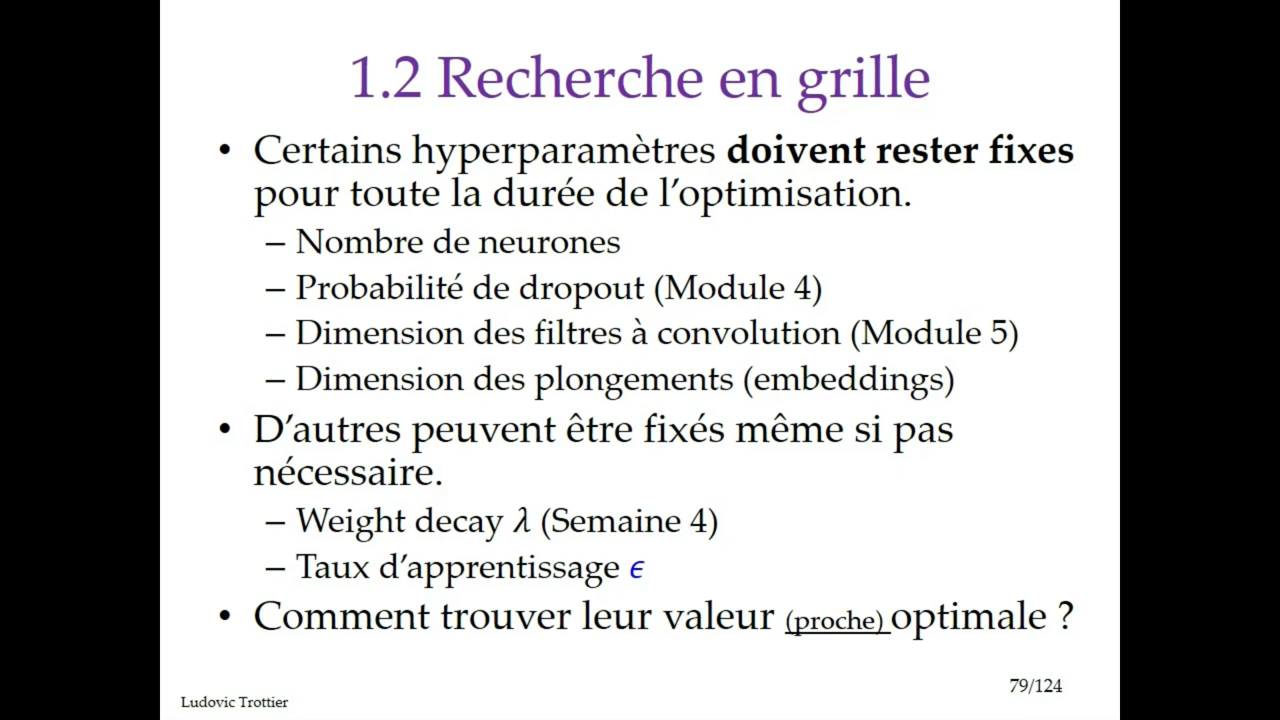 1.2 Recherche en grille
• Certains hyperparamètres doivent rester fixes
pour toute la durée de l’optimisation.
– Nombre de neurones
– Probabilité de dropout (Module 4)
– Dimension des filtres à convolution (Module 5)
– Dimension des plongements (embeddings)
• D’autres peuvent être fixés même si pas
nécessaire.
– Weight decay λ (Semaine 4)
– Taux d’apprentissage ϵ
• Comment trouver leur valeur (proche) optimale ?
79/124
Ludovic Trottier